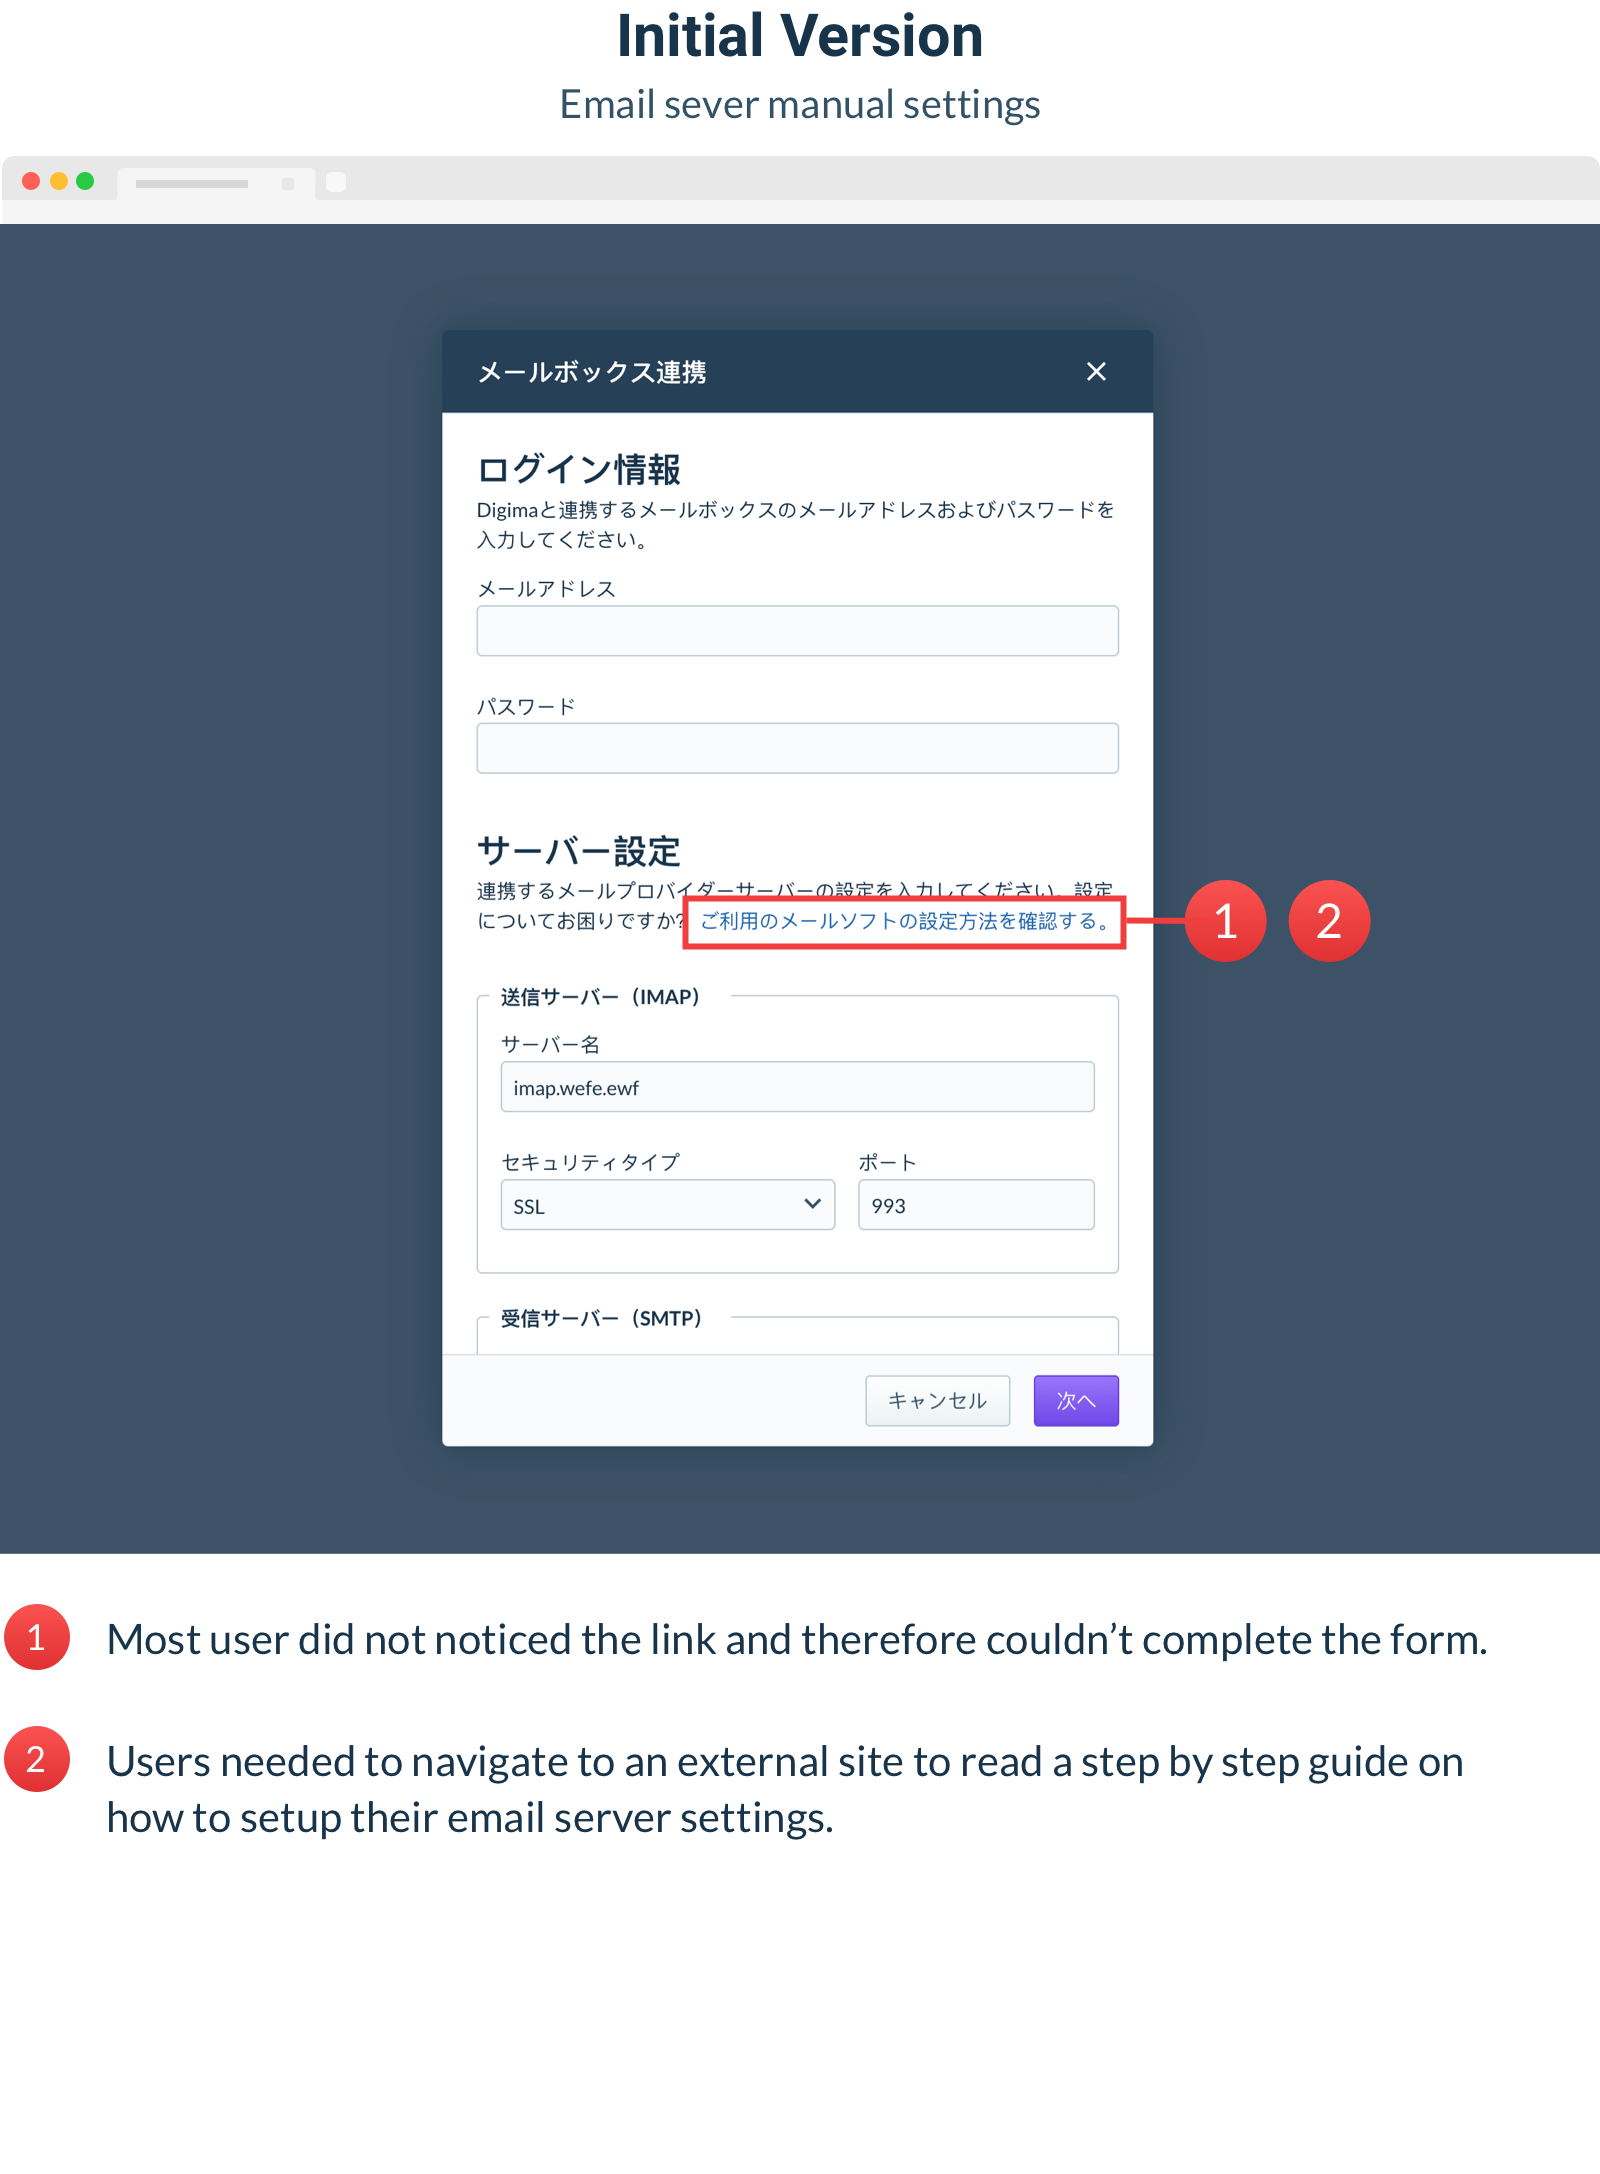 Initial Version
Email sever manual settings
メールボックス連携
ログイン情報
Digimaと連携するメールボックスのメールアドレスおよびパスワードを
入力してください。
メールアドレス
パスワード
サーバー設定
連携するメールプロバイダーサーバーの設定を入力してください。設定
についてお困りですか? ご利用のメールソフトの設定方法を確認する。
1 2
送信サーバー（IMAP）
サーバー名
imap.wefe.ewf
セキュリティタイプ ポート
SSL 993
受信サーバー（SMTP）
キャンセル 次へ
1 Most user did not noticed the link and therefore couldn’t complete the form.
2 Users needed to navigate to an external site to read a step by step guide on
how to setup their email server settings.